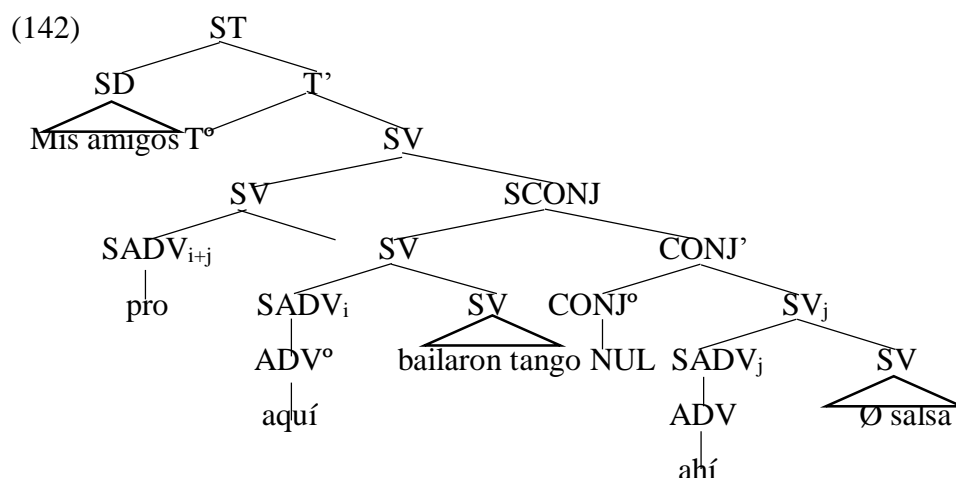 (142) ST
SD T’
Mis amigos Tº
SV
SV SCONJ
SADVi+j SV CONJ’
pro SADVi SV CONJº SVj
ADVº bailaron tango NUL SADVj SV
aquí ADV Ø salsa
ahí